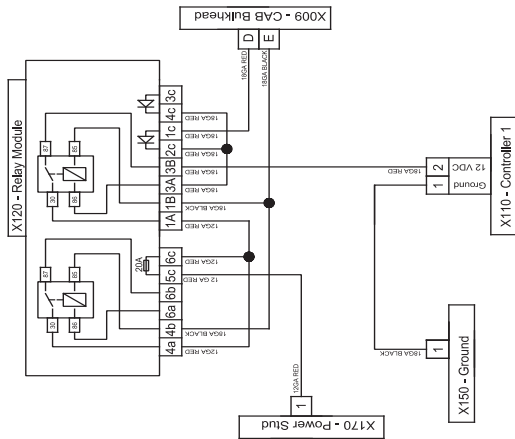 X009 - CAB Bulkhead
D
E
18GA RED
18GA BLACK
X120 - Relay Module
87
85
30
86
87
85
30
86
20A
3c
4c
1c
2c
3B
3A
1B
1A
6c
5c
6b
6a
4b
4a
18GA RED
18GA RED
18GA RED
18GA RED
18GA BLACK
12GA RED
12GA RED
12 GA RED
18GA BLACK
12GA RED
18GA RED
2
12 VDC
1
Ground
X110 - Controller 1
18GA BLACK
1
X150 - Ground
12GA RED
1
X170 - Power Stud